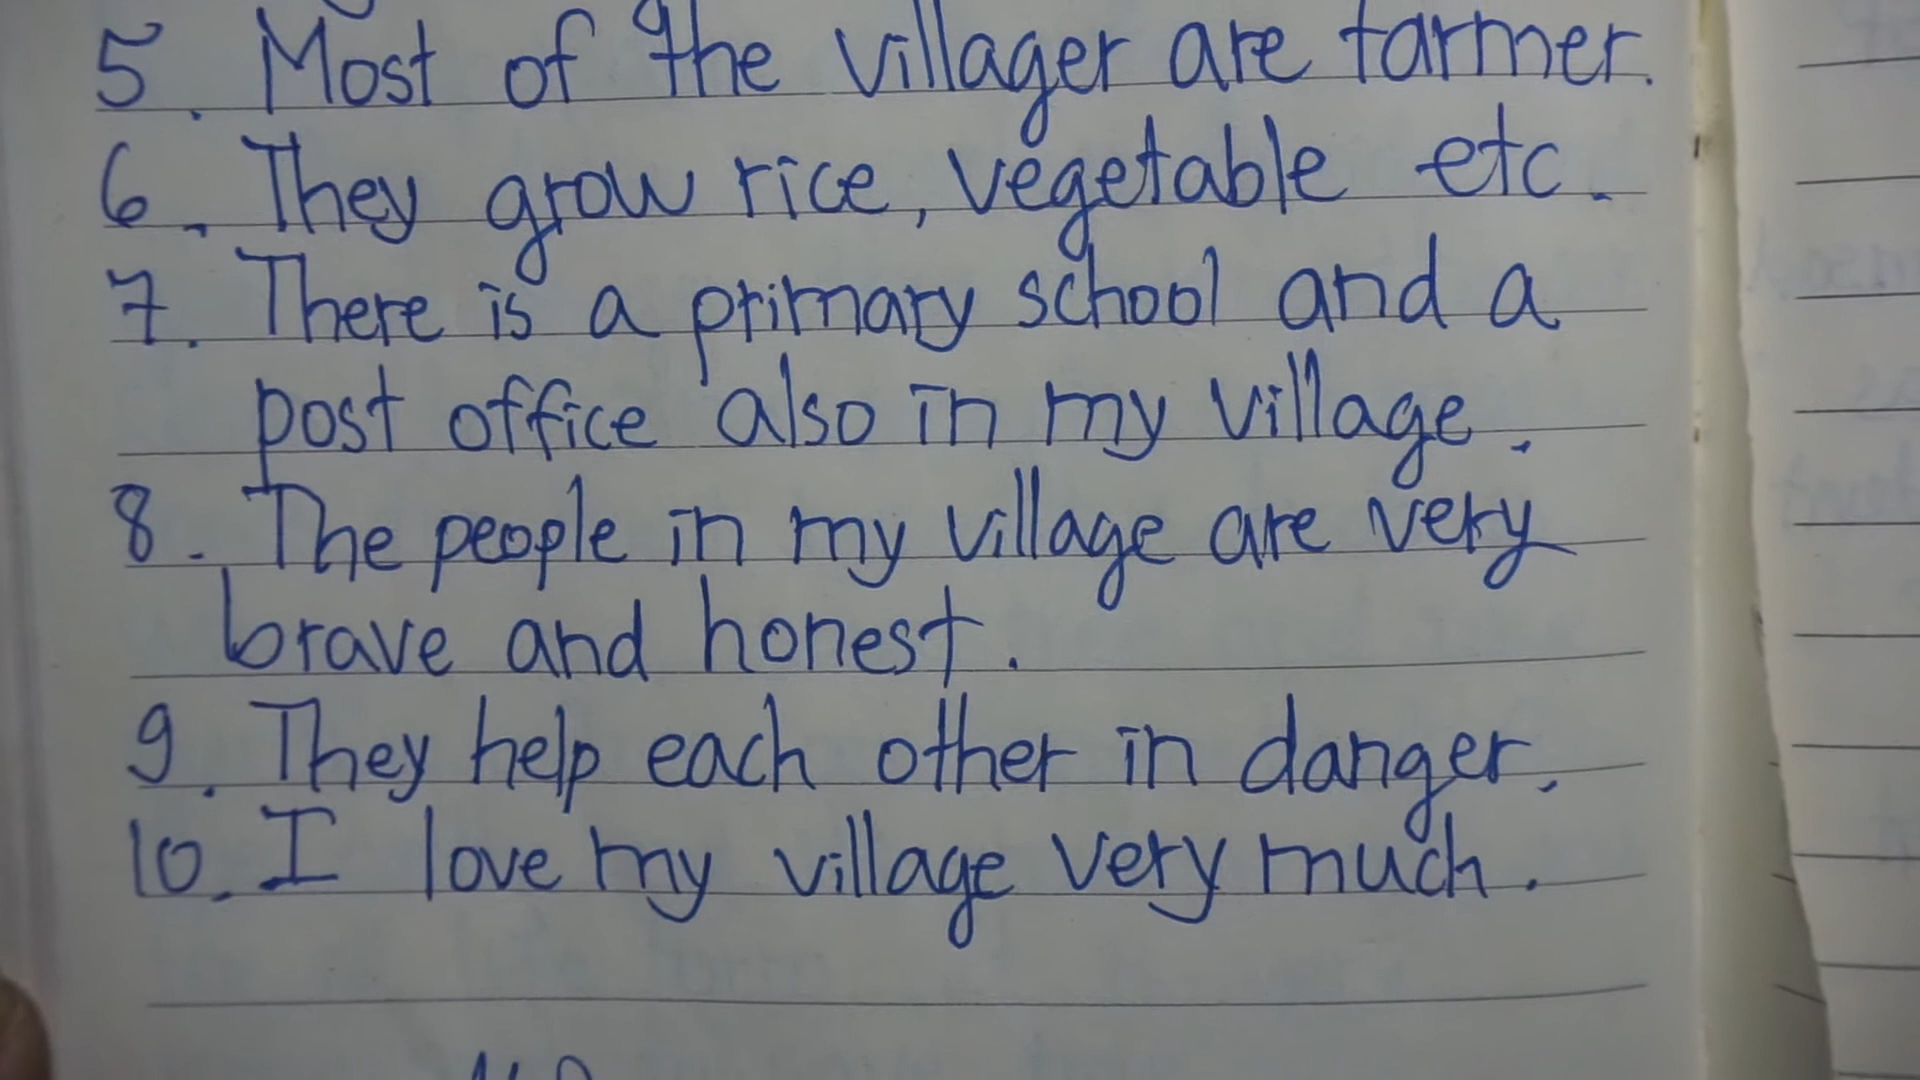 5. Most of the villager are farmer.
6. They grow rice, vegetable etc.
7. There is a primary school and a
post office also in my village.
8. The people in my village are very
brave and honest.
9. They help each other in danger.
10. I love my village very much.